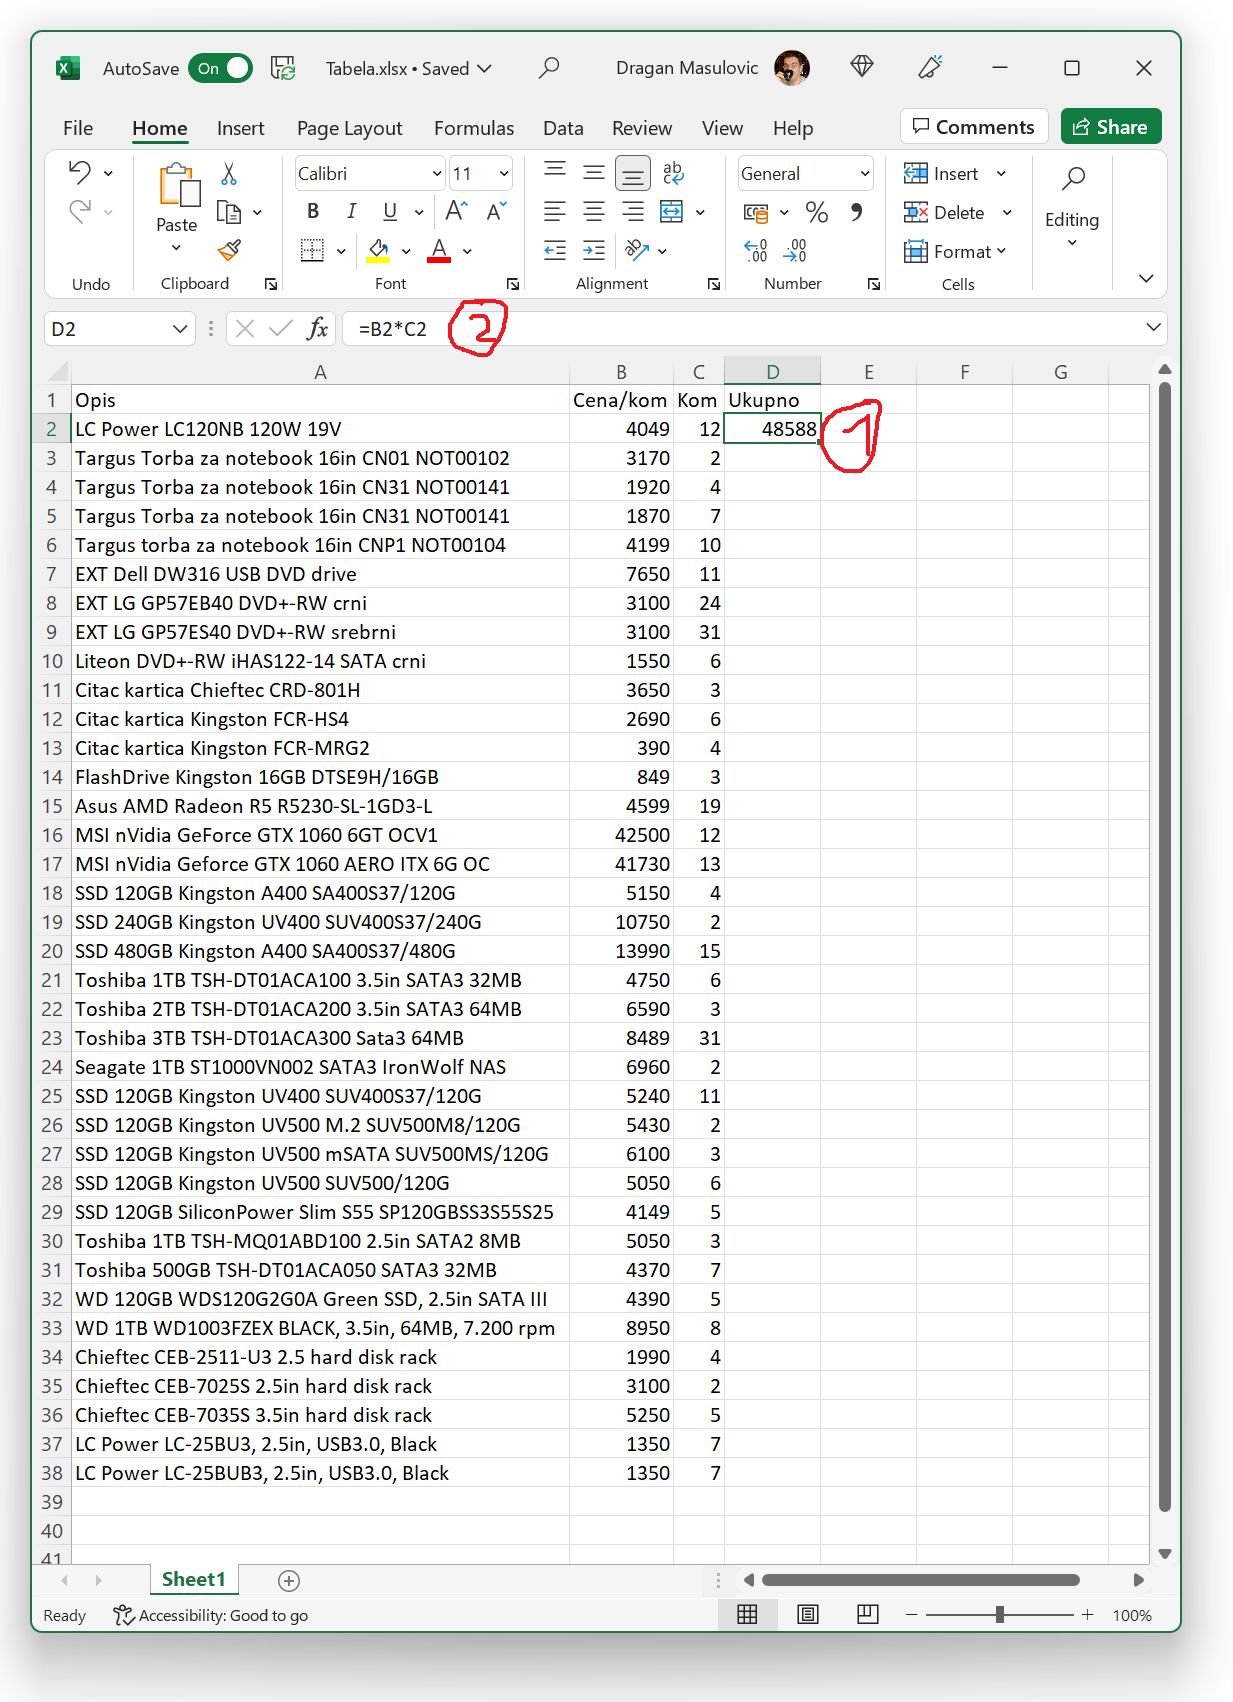 AutoSave On Tabela.xlsx • Saved Dragan Masulovic
File Home Insert Page Layout Formulas Data Review View Help Comments Share
Paste
Calibri 11
B I U A A A
ab
c
General
% 9
Insert
Delete
Format
Editing
Undo Clipboard Font Alignment Number Cells
D2 fx =B2*C2 2
A B C D E F G
1 Opis Cena/kom Kom Ukupno
2 LC Power LC120NB 120W 19V 4049 12 48588 1
3 Targus Torba za notebook 16in CN01 NOT00102 3170 2
4 Targus Torba za notebook 16in CN31 NOT00141 1920 4
5 Targus Torba za notebook 16in CN31 NOT00141 1870 7
6 Targus torba za notebook 16in CNP1 NOT00104 4199 10
7 EXT Dell DW316 USB DVD drive 7650 11
8 EXT LG GP57EB40 DVD+-RW crni 3100 24
9 EXT LG GP57ES40 DVD+-RW srebrni 3100 31
10 Liteon DVD+-RW iHAS122-14 SATA crni 1550 6
11 Citac kartica Chieftec CRD-801H 3650 3
12 Citac kartica Kingston FCR-HS4 2690 6
13 Citac kartica Kingston FCR-MRG2 390 4
14 FlashDrive Kingston 16GB DTSE9H/16GB 849 3
15 Asus AMD Radeon R5 R5230-SL-1GD3-L 4599 19
16 MSI nVidia GeForce GTX 1060 6GT OCV1 42500 12
17 MSI nVidia Geforce GTX 1060 AERO ITX 6G OC 41730 13
18 SSD 120GB Kingston A400 SA400S37/120G 5150 4
19 SSD 240GB Kingston UV400 SUV400S37/240G 10750 2
20 SSD 480GB Kingston A400 SA400S37/480G 13990 15
21 Toshiba 1TB TSH-DT01ACA100 3.5in SATA3 32MB 4750 6
22 Toshiba 2TB TSH-DT01ACA200 3.5in SATA3 64MB 6590 3
23 Toshiba 3TB TSH-DT01ACA300 Sata3 64MB 8489 31
24 Seagate 1TB ST1000VN002 SATA3 IronWolf NAS 6960 2
25 SSD 120GB Kingston UV400 SUV400S37/120G 5240 11
26 SSD 120GB Kingston UV500 M.2 SUV500M8/120G 5430 2
27 SSD 120GB Kingston UV500 mSATA SUV500MS/120G 6100 3
28 SSD 120GB Kingston UV500 SUV500/120G 5050 6
29 SSD 120GB SiliconPower Slim S55 SP120GBSS3S55S25 4149 5
30 Toshiba 1TB TSH-MQ01ABD100 2.5in SATA2 8MB 5050 3
31 Toshiba 500GB TSH-DT01ACA050 SATA3 32MB 4370 7
32 WD 120GB WDS120G2G0A Green SSD, 2.5in SATA III 4390 5
33 WD 1TB WD1003FZEX BLACK, 3.5in, 64MB, 7.200 rpm 8950 8
34 Chieftec CEB-2511-U3 2.5 hard disk rack 1990 4
35 Chieftec CEB-7025S 2.5in hard disk rack 3100 2
36 Chieftec CEB-7035S 3.5in hard disk rack 5250 5
37 LC Power LC-25BU3, 2.5in, USB3.0, Black 1350 7
38 LC Power LC-25BUB3, 2.5in, USB3.0, Black 1350 7
39
40
41
Sheet1
Ready Accessibility: Good to go 100%